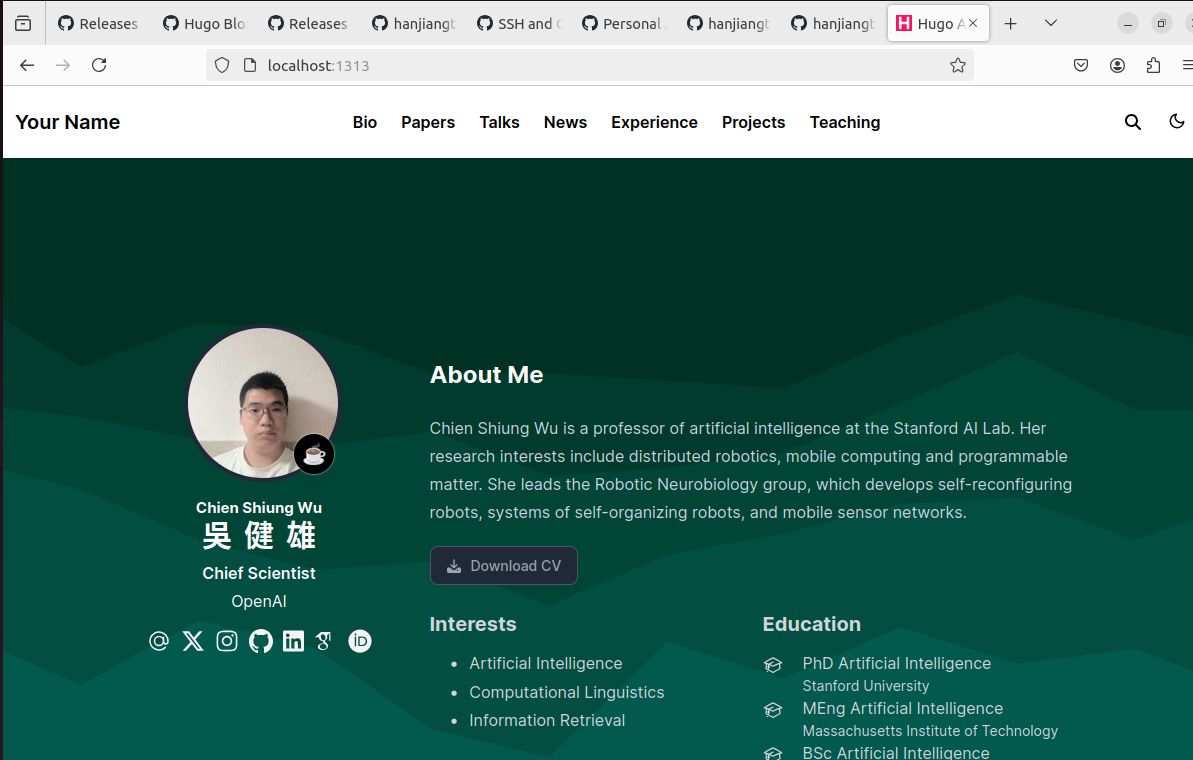 Releases
Hugo Blo
Releases
hanjiangt
SSH and
Personal
hanjiangt
hanjiangt
Hugo A
localhost:1313
Your Name
Bio Papers Talks News Experience Projects Teaching
About Me
Chien Shiung Wu is a professor of artificial intelligence at the Stanford AI Lab. Her
research interests include distributed robotics, mobile computing and programmable
matter. She leads the Robotic Neurobiology group, which develops self-reconfiguring
robots, systems of self-organizing robots, and mobile sensor networks.
Download CV
Chien Shiung Wu
吳健雄
Chief Scientist
OpenAI
Interests
Artificial Intelligence
Computational Linguistics
Information Retrieval
Education
PhD Artificial Intelligence
Stanford University
MEng Artificial Intelligence
Massachusetts Institute of Technology
BSc Artificial Intelligence